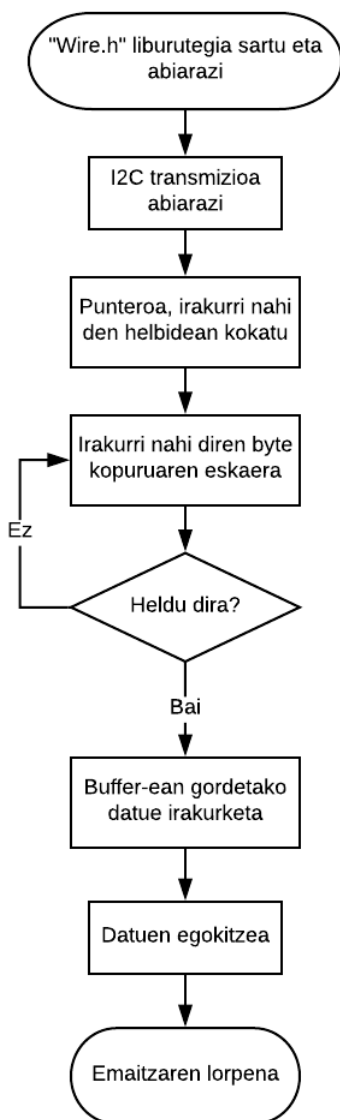 "Wire.h" liburutegia sartu eta
abiarazi
I2C transmizioa
abiarazi
Punteroa, irakurri nahi
den helbidean kokatu
Irakurri nahi diren byte
kopuruaren eskaera
Ez
Heldu dira?
Bai
Buffer-ean gordetako
datue irakurketa
Datuen egokitzea
Emaitzaren lorpena